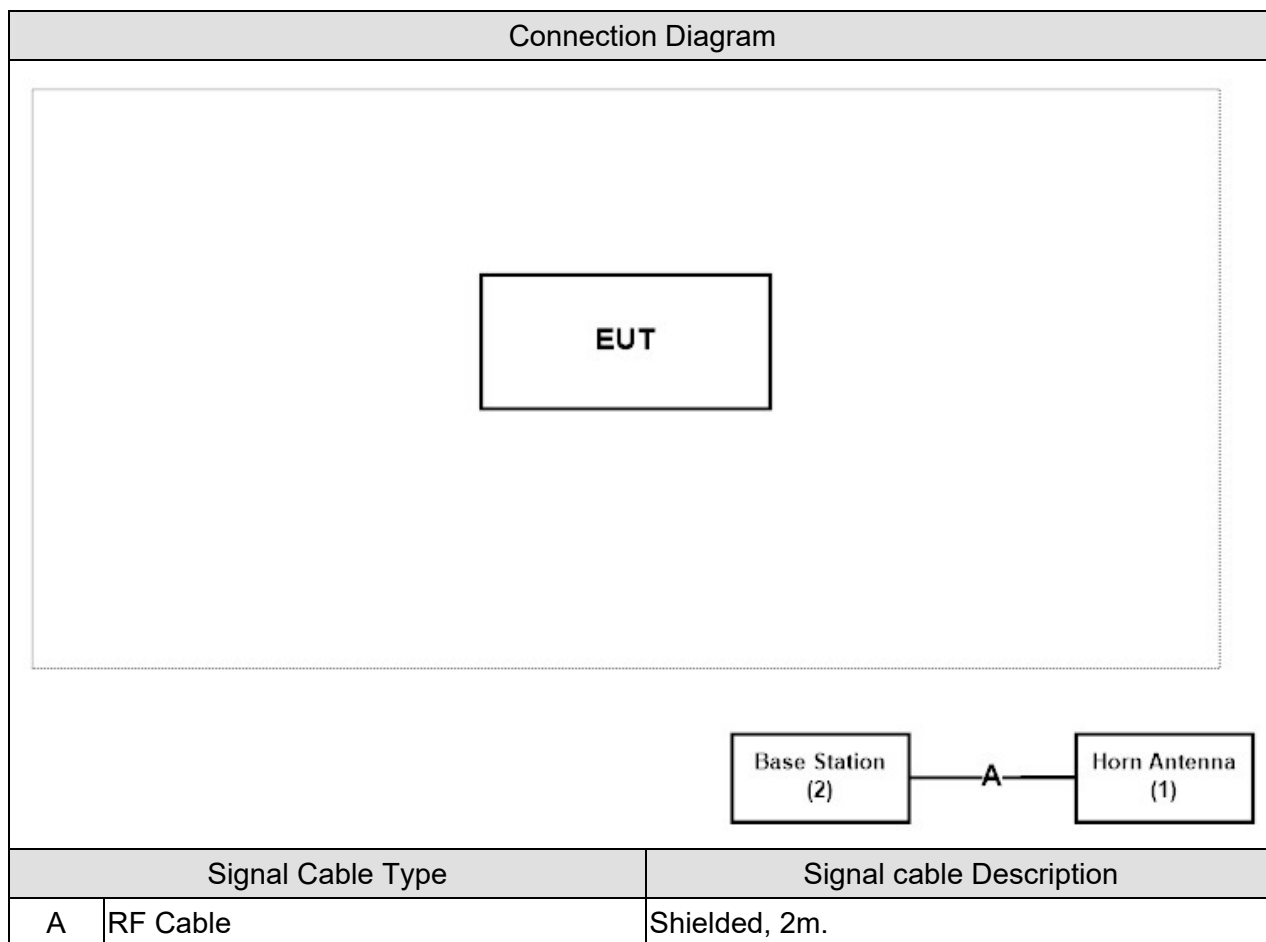 Connection Diagram
EUT
Base Station
(2)
A
Horn Antenna
(1)
Signal Cable Type
Signal cable Description
A
RF Cable
Shielded, 2m.